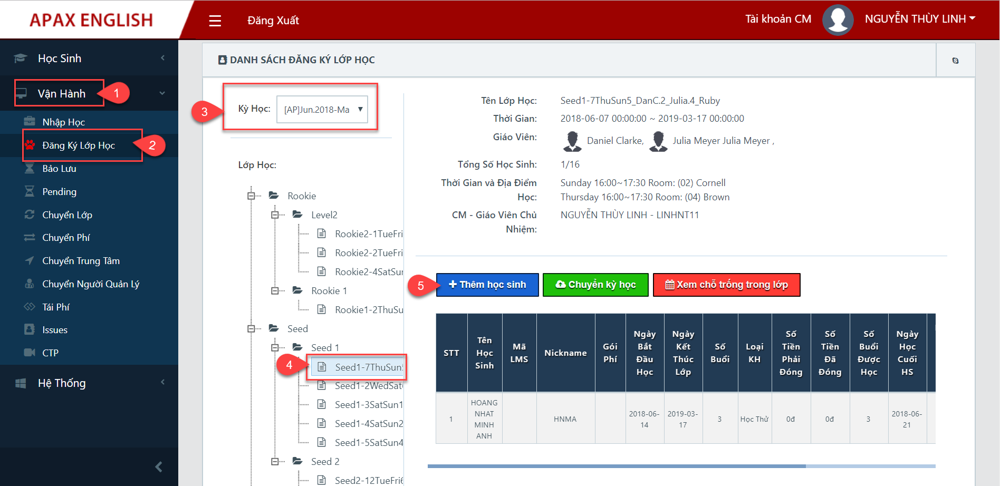 APAX ENGLISH
Đăng Xuất
Tài khoản CM
NGUYỄN THÙY LINH
Học Sinh
Vận Hành
1
Nhập Học
Đăng Ký Lớp Học
2
Bảo Lưu
Pending
Chuyển Lớp
Chuyển Phí
Chuyển Trung Tâm
Chuyển Người Quản Lý
Tái Phí
Issues
CTP
Hệ Thống
DANH SÁCH ĐĂNG KÝ LỚP HỌC
3
Kỳ Học:
[AP]Jun.2018-Ma
Lớp Học:
Rookie
Level2
Rookie2-1TueFri
Rookie2-2TueFri
Rookie2-4SatSun
Rookie 1
Rookie1-2ThuSu
Seed
Seed 1
4
Seed1-7ThuSun5
Seed1-2WedSat
Seed1-3SatSun1
Seed1-4SatSun2
Seed1-5SatSun4
Seed 2
Seed2-12TueFri6
Tên Lớp Học:
Seed1-7ThuSun5_DanC.2_Julia.4_Ruby
Thời Gian:
2018-06-07 00:00:00 ~ 2019-03-17 00:00:00
Giáo Viên:
Daniel Clarke,
Julia Meyer Julia Meyer ,
Tổng Số Học Sinh:
1/16
Thời Gian và Địa Điểm
Học:
Sunday 16:00~17:30 Room: (02) Cornell
Thursday 16:00~17:30 Room: (04) Brown
CM - Giáo Viên Chủ
Nhiệm:
NGUYỄN THÙY LINH - LINHNT11
5
Thêm học sinh
Chuyển kỳ học
Xem chỗ trống trong lớp
STT
Tên
Học
Sinh
Mã
LMS
Nickname
Gói
Phí
Ngày
Bắt
Đầu
Học
Ngày
Kết
Thúc
Lớp
Số
Buổi
Loại
KH
Số
Tiền
Phải
Đóng
Số
Tiền
Đã
Đóng
Số
Buổi
Được
Học
Ngày
Học
Cuối
HS
1
HOANG
NHAT
MINH
ANH
HNMA
2018-06-
14
2019-03-
17
3
Học Thử
0đ
0đ
3
2018-06-
21